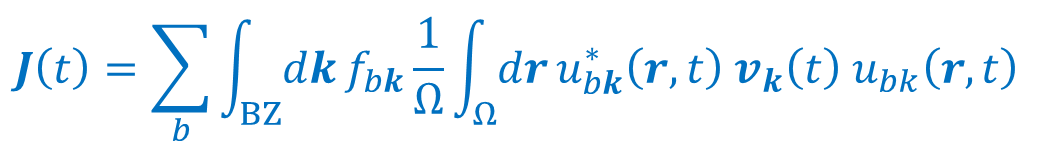 J(t) = ∑_b ∫_BZ dk f_bk 1/Ω ∫_Ω dr u*_bk(r, t) v_k(t) u_bk(r, t)